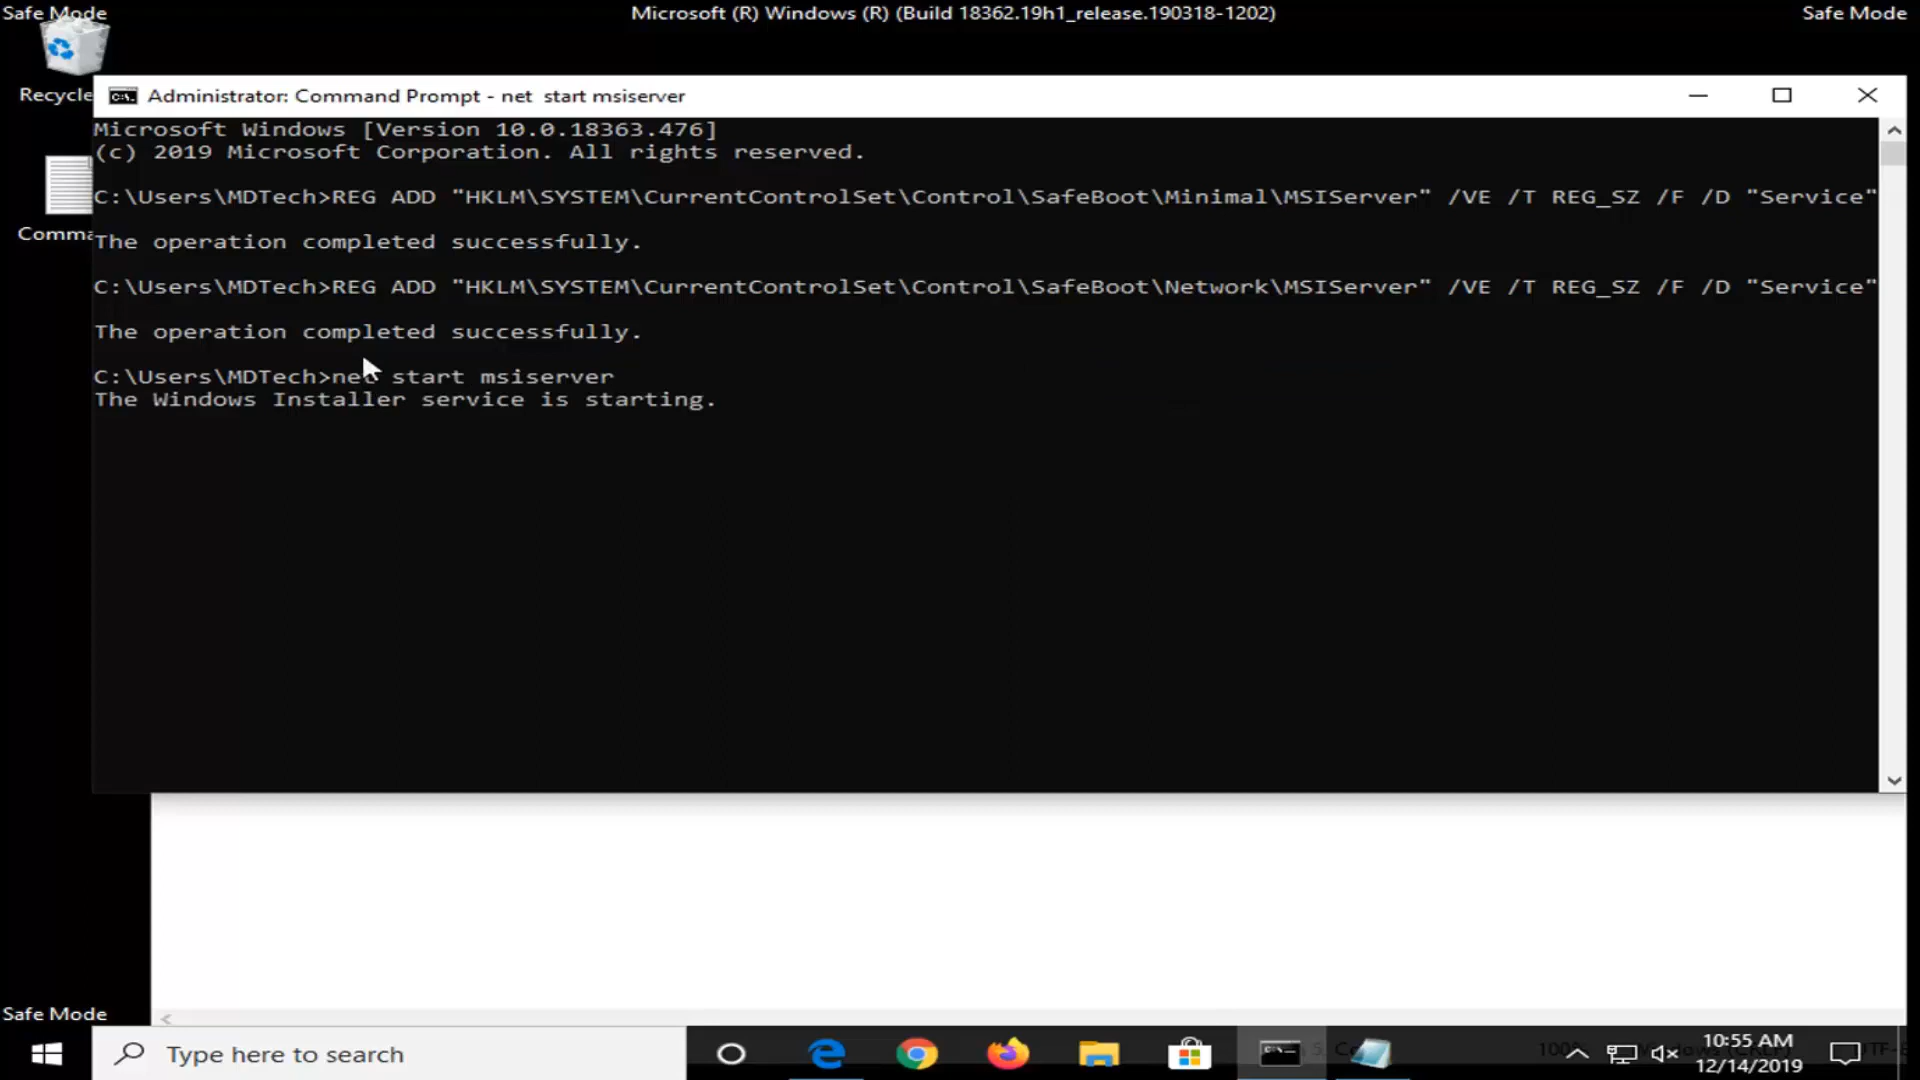 Safe Mode
Microsoft (R) Windows (R) (Build 18362.19h1_release.190318-1202)
Safe Mode
Recycle
Comma
Administrator: Command Prompt - net  start msiserver
Microsoft Windows [Version 10.0.18363.476]
(c) 2019 Microsoft Corporation. All rights reserved.
C:\Users\MDTech>REG ADD "HKLM\SYSTEM\CurrentControlSet\Control\SafeBoot\Minimal\MSIServer" /VE /T REG_SZ /F /D "Service"
The operation completed successfully.
C:\Users\MDTech>REG ADD "HKLM\SYSTEM\CurrentControlSet\Control\SafeBoot\Network\MSIServer" /VE /T REG_SZ /F /D "Service"
The operation completed successfully.
C:\Users\MDTech>net start msiserver
The Windows Installer service is starting.
Safe Mode
Type here to search
10:55 AM
12/14/2019